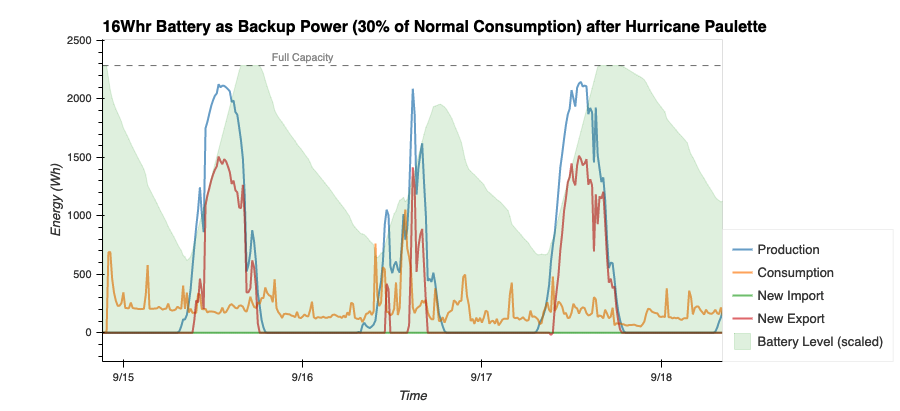 16Whr Battery as Backup Power (30% of Normal Consumption) after Hurricane Paulette
2500
Full Capacity
2000
1500
1000
500
0
Energy (Wh)
9/15
9/16
9/17
9/18
Time
Production
Consumption
New Import
New Export
Battery Level (scaled)